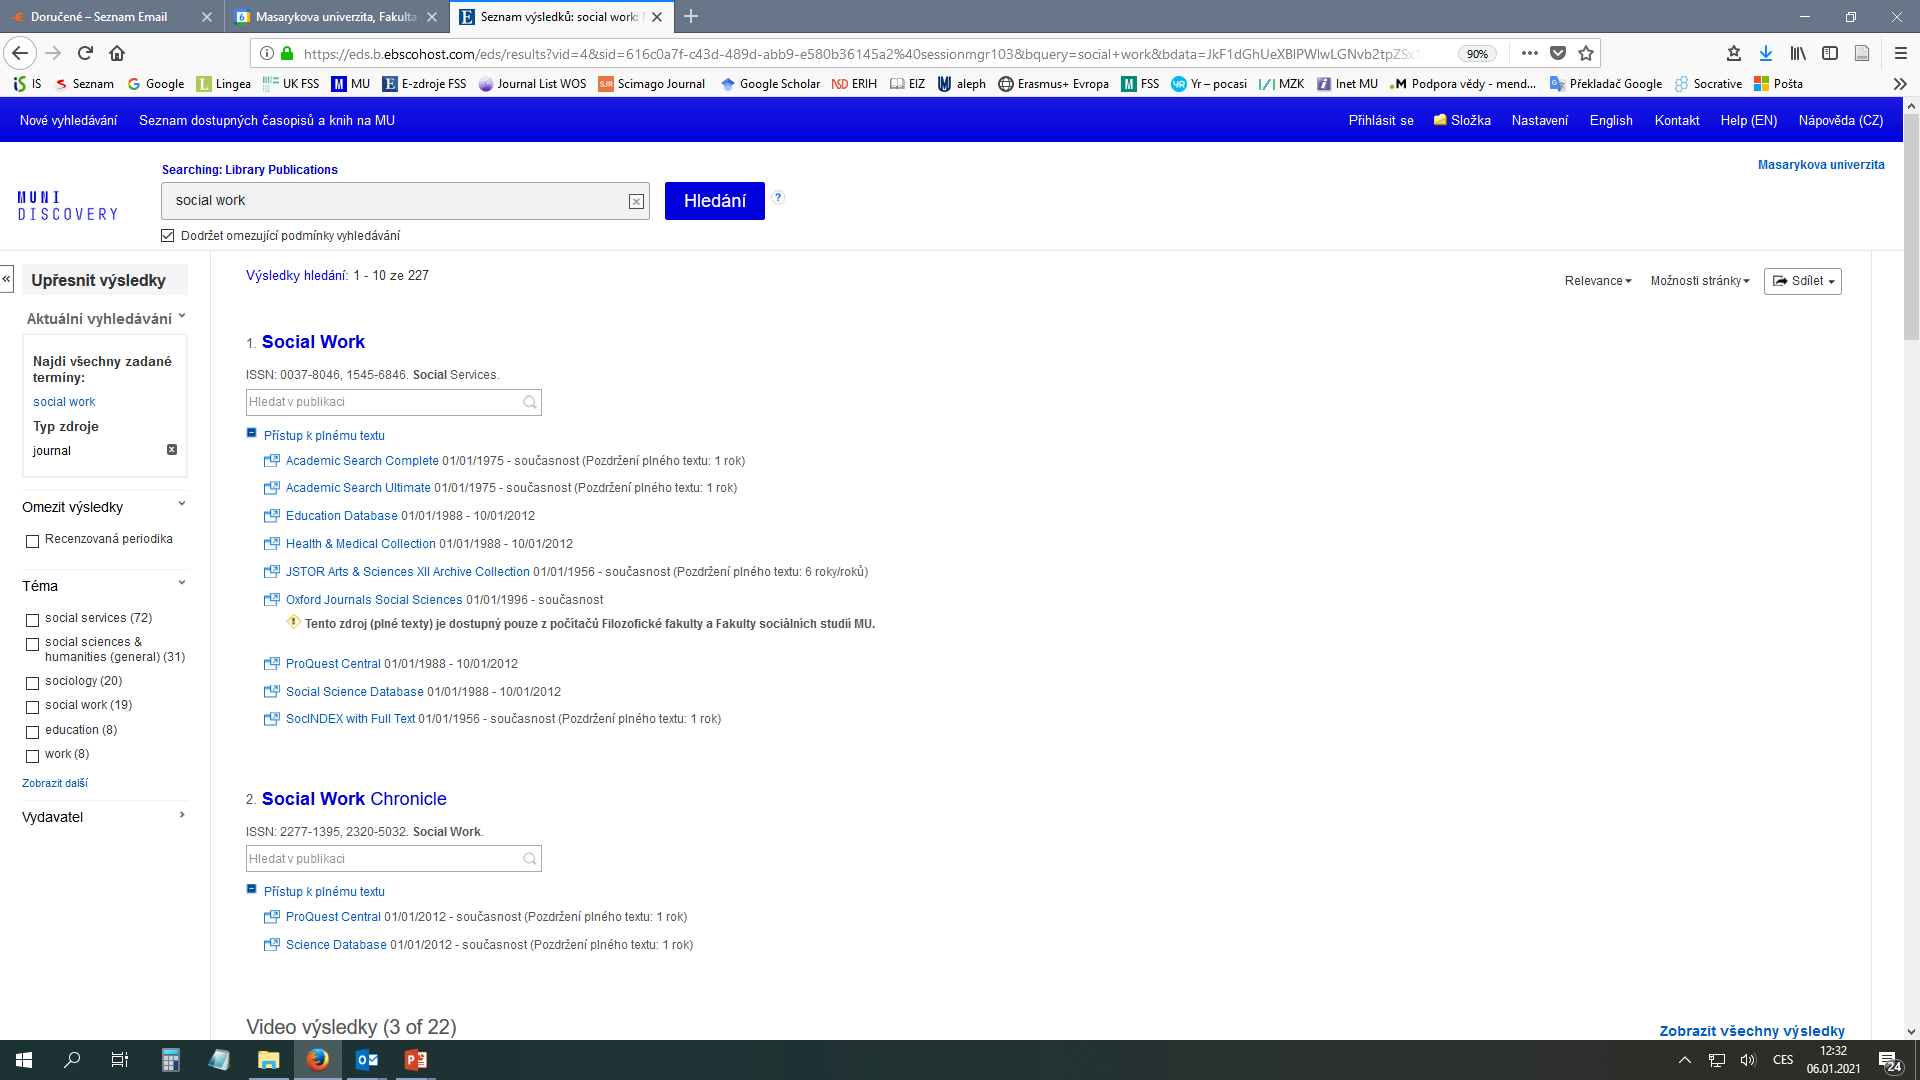 Doručené – Seznam Email
Masarykova univerzita, Fakulta
Seznam výsledků: social work:
https://eds.b.ebscohost.com/eds/results?vid=4&sid=616c0a7f-c43d-489d-abb9-e580b36145a2%40sessionmgr103&bquery=social+work&bdata=
90%
IS
Seznam
Google
Lingea
UK FSS
MU
E-zdroje FSS
Journal List WOS
Scimago Journal
Google Scholar
ERIH
EIZ
aleph
Erasmus+ Evropa
FSS
Yr – pocasi
MZK
Inet MU
Podpora vědy - mend...
Překladač Google
Socrative
Pošta
Nové vyhledávání
Seznam dostupných časopisů a knih na MU
Přihlásit se
Složka
Nastavení
English
Kontakt
Help (EN)
Nápověda (CZ)
MUNI
DISCOVERY
Searching: Library Publications
Masarykova univerzita
social work
Hledání
?
Dodržet omezující podmínky vyhledávání
«
Upřesnit výsledky
Aktuální vyhledávání
Najdi všechny zadané
termíny:
social work
Typ zdroje
journal
Omezit výsledky
Recenzovaná periodika
Téma
social services (72)
social sciences &
humanities (general) (31)
sociology (20)
social work (19)
education (8)
work (8)
Zobrazit další
Vydavatel
Výsledky hledání: 1 - 10 ze 227
Relevance
Možnosti stránky
Sdílet
1. Social Work
ISSN: 0037-8046, 1545-6846. Social Services.
Hledat v publikaci
Přístup k plnému textu
Academic Search Complete 01/01/1975 - současnost (Pozdržení plného textu: 1 rok)
Academic Search Ultimate 01/01/1975 - současnost (Pozdržení plného textu: 1 rok)
Education Database 01/01/1988 - 10/01/2012
Health & Medical Collection 01/01/1988 - 10/01/2012
JSTOR Arts & Sciences XII Archive Collection 01/01/1956 - současnost (Pozdržení plného textu: 6 roky/roků)
Oxford Journals Social Sciences 01/01/1996 - současnost
Tento zdroj (plné texty) je dostupný pouze z počítačů Filozofické fakulty a Fakulty sociálních studií MU.
ProQuest Central 01/01/1988 - 10/01/2012
Social Science Database 01/01/1988 - 10/01/2012
SocINDEX with Full Text 01/01/1956 - současnost (Pozdržení plného textu: 1 rok)
2. Social Work Chronicle
ISSN: 2277-1395, 2320-5032. Social Work.
Hledat v publikaci
Přístup k plnému textu
ProQuest Central 01/01/2012 - současnost (Pozdržení plného textu: 1 rok)
Science Database 01/01/2012 - současnost (Pozdržení plného textu: 1 rok)
Video výsledky (3 of 22)
Zobrazit všechny výsledky
CES
12:32
06.01.2021
24